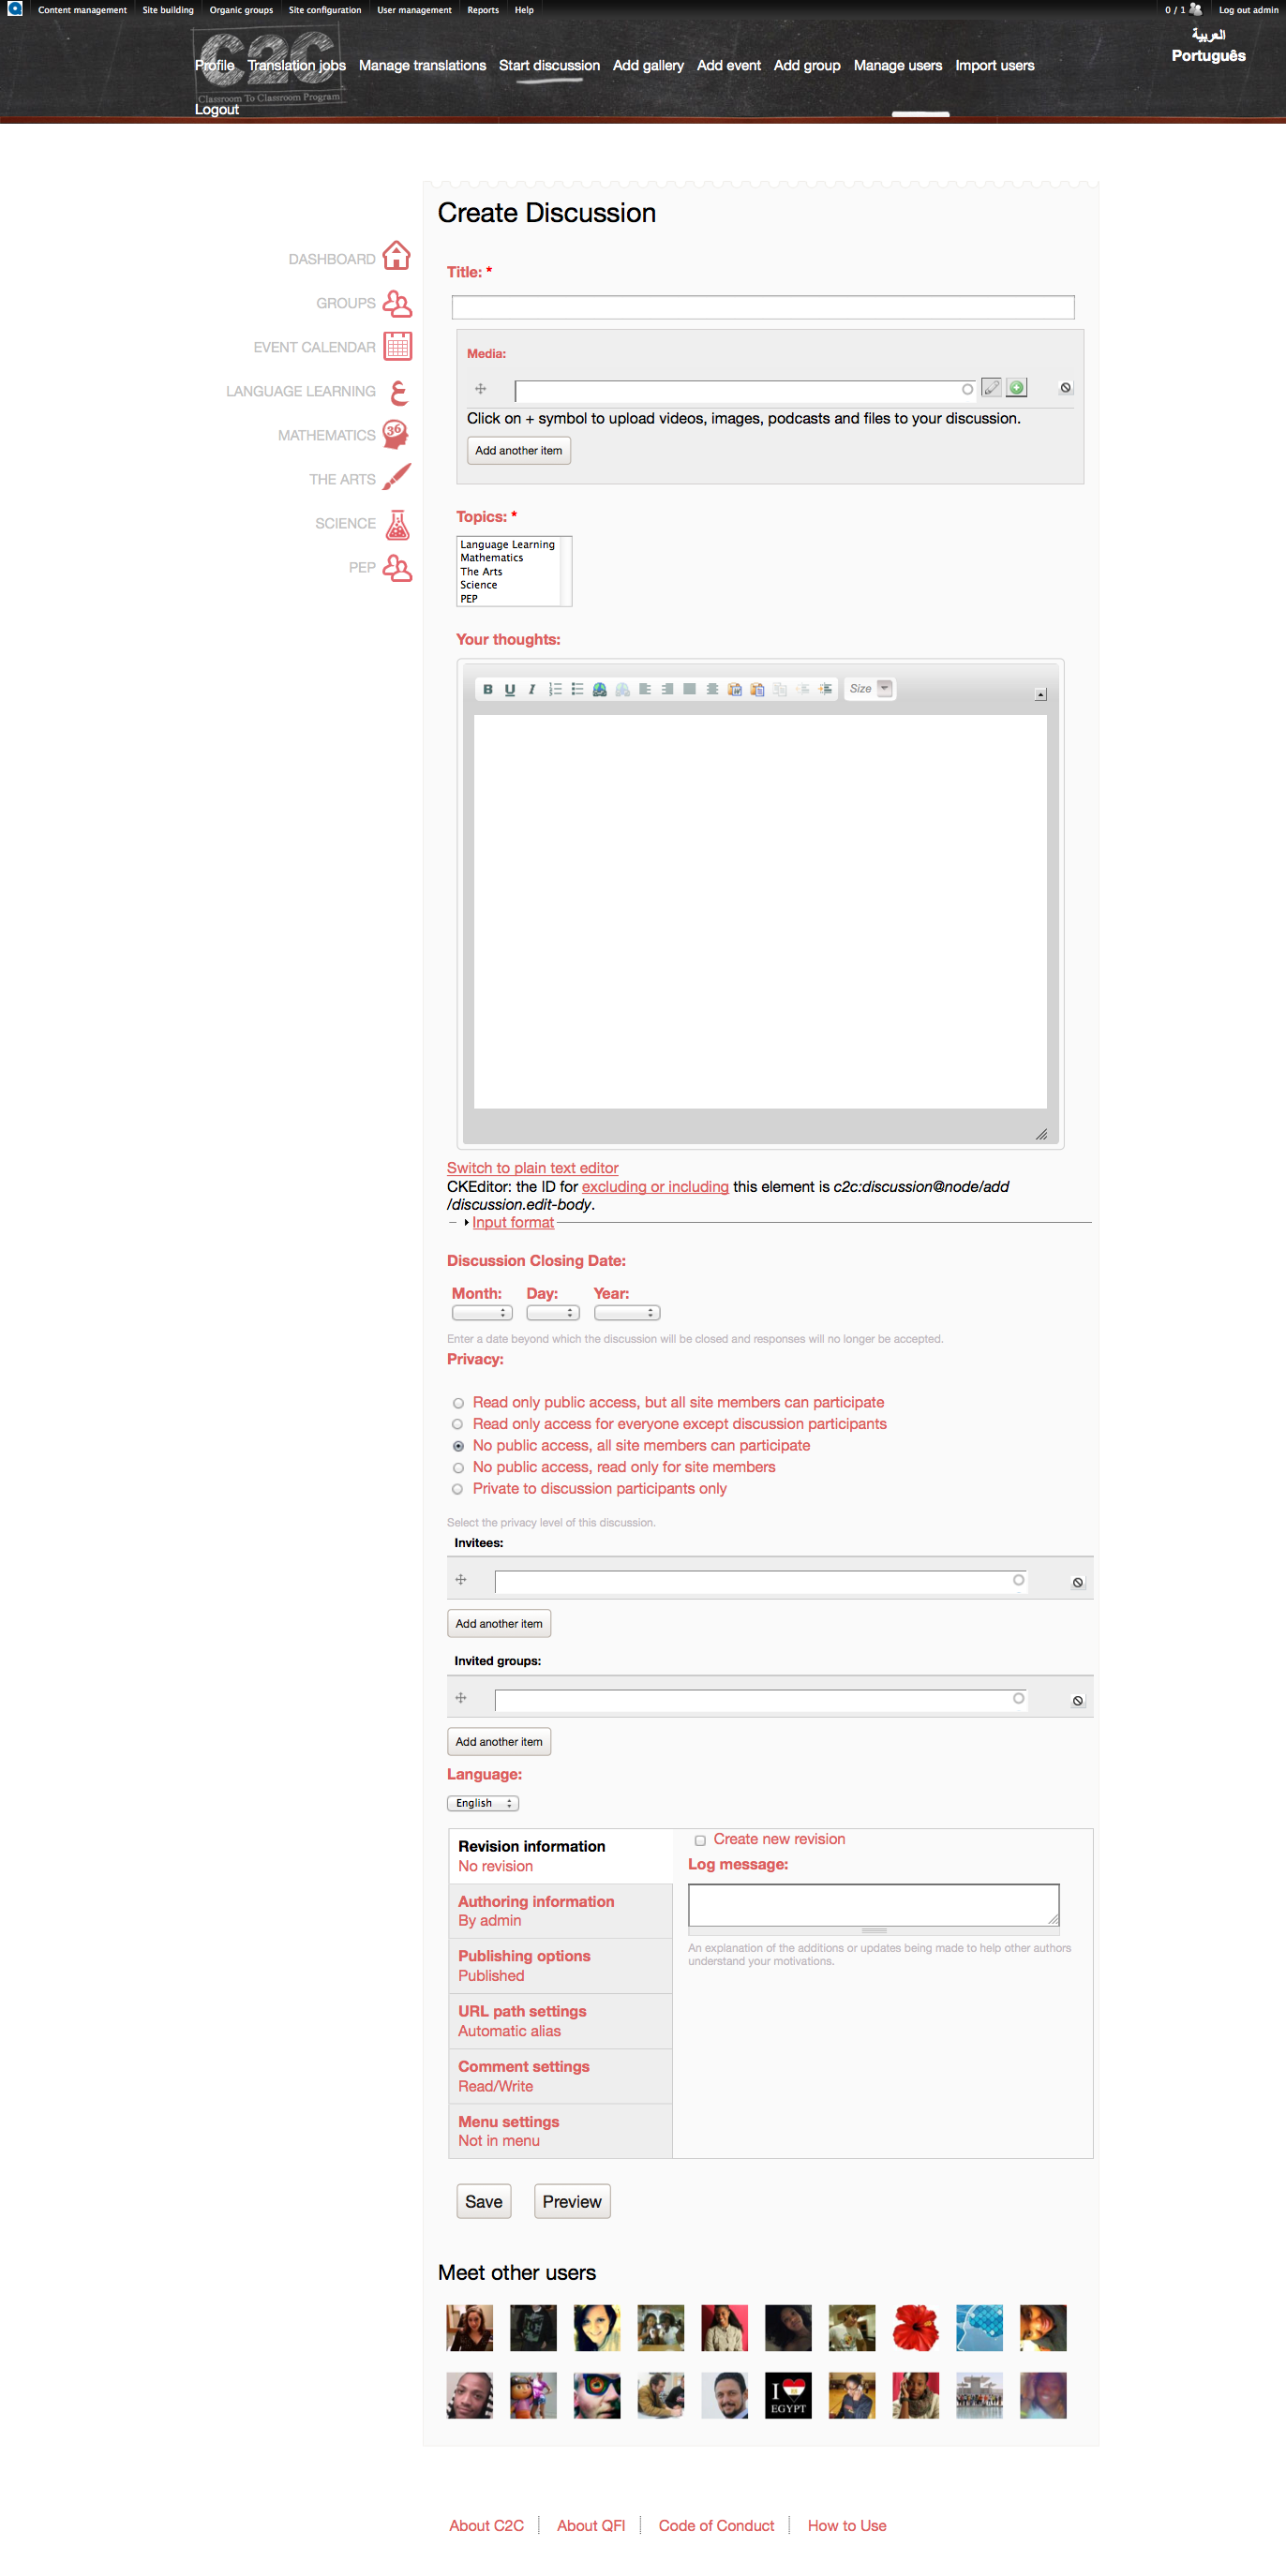 Content management Site building Organic groups Site configuration User management Reports Help 0 / 1 Log out admin
العربية
Português
C2C
Classroom To Classroom Program
Profile Translation jobs Manage translations Start discussion Add gallery Add event Add group Manage users Import users
Logout
DASHBOARD
GROUPS
EVENT CALENDAR
LANGUAGE LEARNING ع
MATHEMATICS 36
THE ARTS
SCIENCE
PEP
Create Discussion
Title: *
Media:
Click on + symbol to upload videos, images, podcasts and files to your discussion.
Add another item
Topics: *
Language Learning
Mathematics
The Arts
Science
PEP
Your thoughts:
B U I Size
Switch to plain text editor
CKEditor: the ID for excluding or including this element is c2c:discussion@node/add
/discussion.edit-body.
Input format
Discussion Closing Date:
Month: Day: Year:
Enter a date beyond which the discussion will be closed and responses will no longer be accepted.
Privacy:
Read only public access, but all site members can participate
Read only access for everyone except discussion participants
No public access, all site members can participate
No public access, read only for site members
Private to discussion participants only
Select the privacy level of this discussion.
Invitees:
Add another item
Invited groups:
Add another item
Language:
English
Revision information
No revision
Authoring information
By admin
Publishing options
Published
URL path settings
Automatic alias
Comment settings
Read/Write
Menu settings
Not in menu
Create new revision
Log message:
An explanation of the additions or updates being made to help other authors
understand your motivations.
Save Preview
Meet other users
I
EGYPT
About C2C About QFI Code of Conduct How to Use